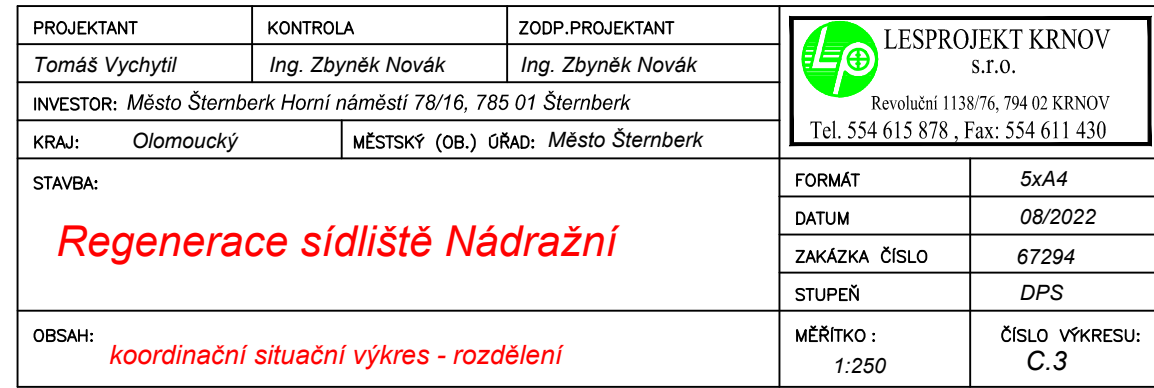 PROJEKTANT KONTROLA ZODP.PROJEKTANT
Tomáš Vychytil Ing. Zbyněk Novák Ing. Zbyněk Novák
INVESTOR: Město Šternberk Horní náměstí 78/16, 785 01 Šternberk
KRAJ: Olomoucký MĚSTSKÝ (OB.) ÚŘAD: Město Šternberk
LP LESPROJEKT KRNOV
s.r.o.
Revoluční 1138/76, 794 02 KRNOV
Tel. 554 615 878 , Fax: 554 611 430
STAVBA:
Regenerace sídliště Nádražní
FORMÁT 5xA4
DATUM 08/2022
ZAKÁZKA ČÍSLO 67294
STUPEŇ DPS
OBSAH:
koordinační situační výkres - rozdělení
MĚŘÍTKO : ČÍSLO VÝKRESU:
1:250 C.3